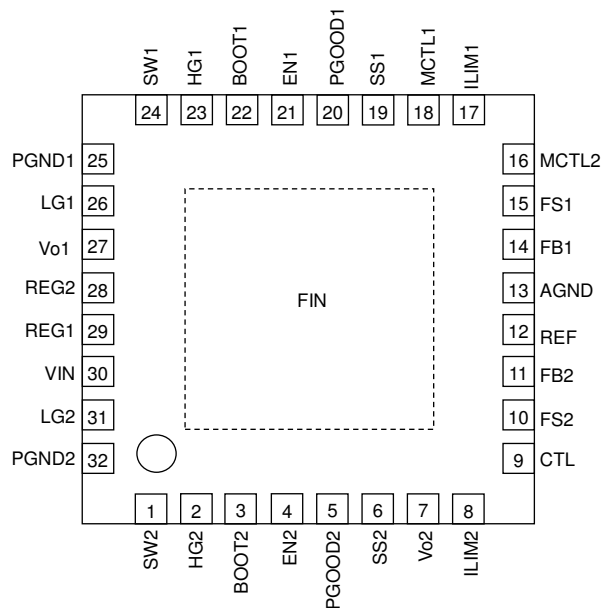 SW1 HG1 BOOT1 EN1 PGOOD1 SS1 MCTL1 ILIM1
24 23 22 21 20 19 18 17
PGND1 25
LG1 26
Vo1 27
REG2 28
REG1 29
VIN 30
LG2 31
PGND2 32
FIN
16 MCTL2
15 FS1
14 FB1
13 AGND
12 REF
11 FB2
10 FS2
9 CTL
1 2 3 4 5 6 7 8
SW2 HG2 BOOT2 EN2 PGOOD2 SS2 Vo2 ILIM2